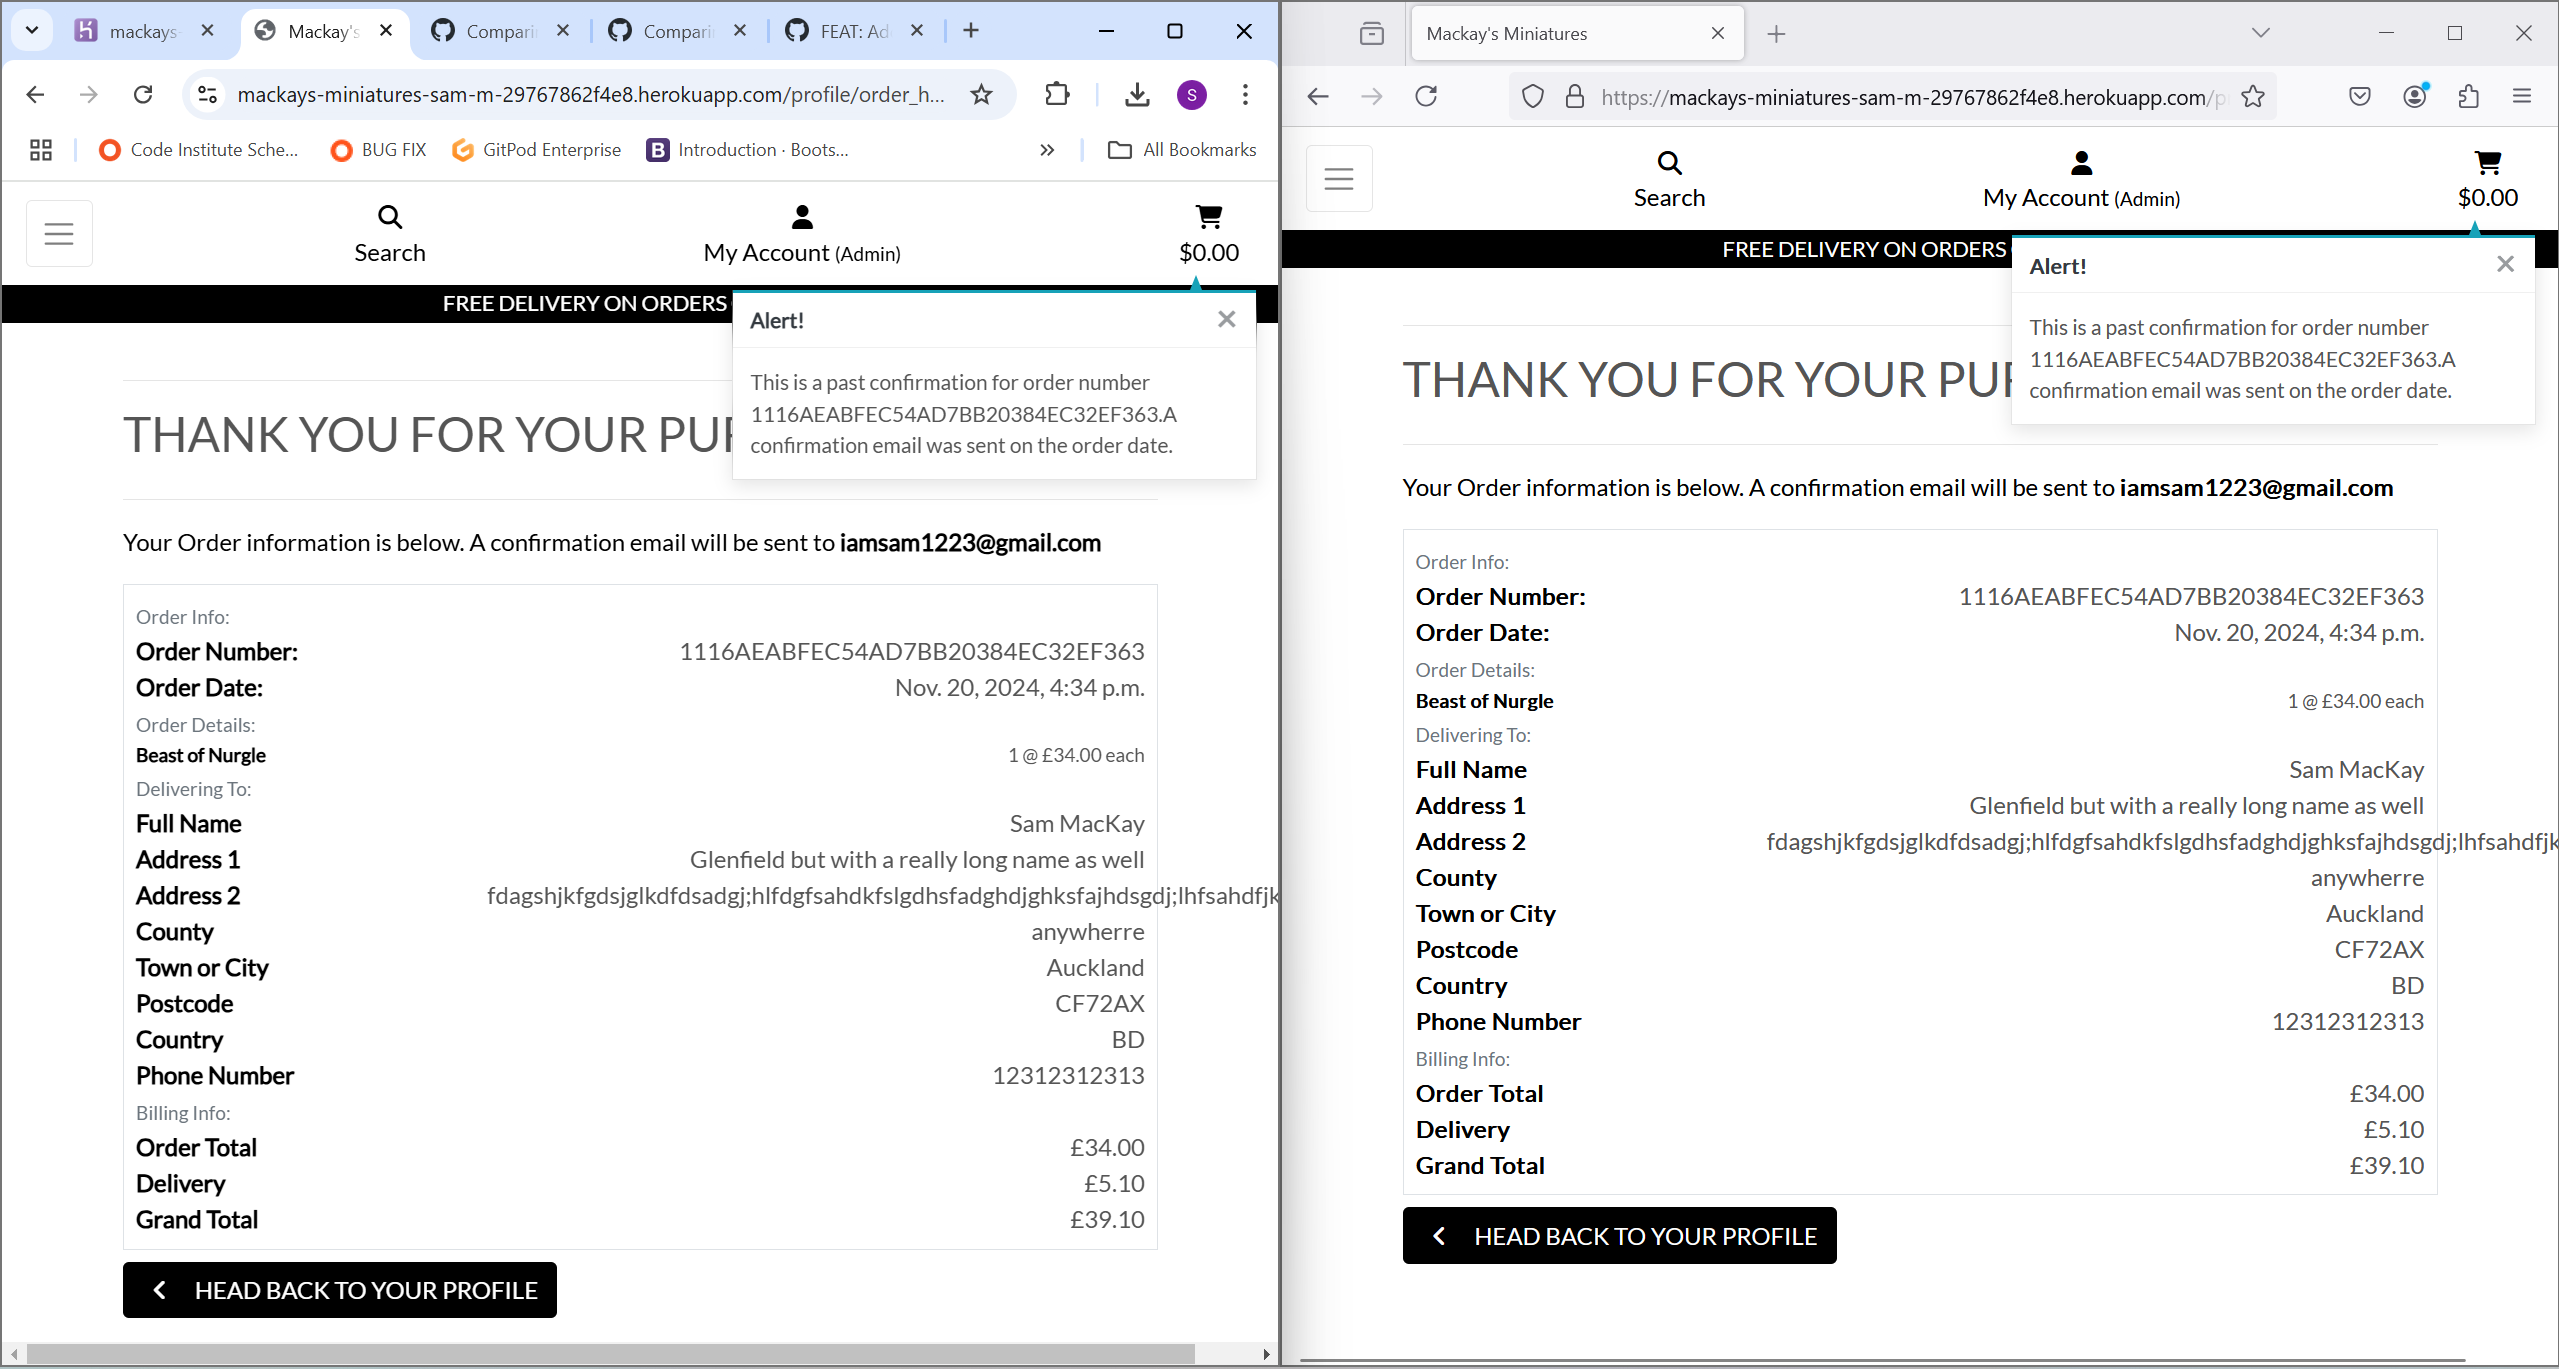 mackays-
Mackay's
Compari
Compari
FEAT: Ad
mackays-miniatures-sam-m-29767862f4e8.herokuapp.com/profile/order_h...
S
Code Institute Sche...
BUG FIX
GitPod Enterprise
B Introduction · Boots...
All Bookmarks
Search
My Account (Admin)
$0.00
FREE DELIVERY ON ORDERS
Alert!
This is a past confirmation for order number
1116AEABFEC54AD7BB20384EC32EF363.A
confirmation email was sent on the order date.
THANK YOU FOR YOUR PUR
Your Order information is below. A confirmation email will be sent to iamsam1223@gmail.com
Order Info:
Order Number: 1116AEABFEC54AD7BB20384EC32EF363
Order Date: Nov. 20, 2024, 4:34 p.m.
Order Details:
Beast of Nurgle 1 @ £34.00 each
Delivering To:
Full Name Sam MacKay
Address 1 Glenfield but with a really long name as well
Address 2 fdagshjkfgdsjglkdfdsadgj;hlfdgfsahdkfslgdhsfadghdjghksfajhdsgdj;lhfsahdfjk
County anywherre
Town or City Auckland
Postcode CF72AX
Country BD
Phone Number 12312312313
Billing Info:
Order Total £34.00
Delivery £5.10
Grand Total £39.10
HEAD BACK TO YOUR PROFILE
Mackay's Miniatures
https://mackays-miniatures-sam-m-29767862f4e8.herokuapp.com/p
Search
My Account (Admin)
$0.00
FREE DELIVERY ON ORDERS
Alert!
This is a past confirmation for order number
1116AEABFEC54AD7BB20384EC32EF363.A
confirmation email was sent on the order date.
THANK YOU FOR YOUR PUR
Your Order information is below. A confirmation email will be sent to iamsam1223@gmail.com
Order Info:
Order Number: 1116AEABFEC54AD7BB20384EC32EF363
Order Date: Nov. 20, 2024, 4:34 p.m.
Order Details:
Beast of Nurgle 1 @ £34.00 each
Delivering To:
Full Name Sam MacKay
Address 1 Glenfield but with a really long name as well
Address 2 fdagshjkfgdsjglkdfdsadgj;hlfdgfsahdkfslgdhsfadghdjghksfajhdsgdj;lhfsahdfjk
County anywherre
Town or City Auckland
Postcode CF72AX
Country BD
Phone Number 12312312313
Billing Info:
Order Total £34.00
Delivery £5.10
Grand Total £39.10
HEAD BACK TO YOUR PROFILE